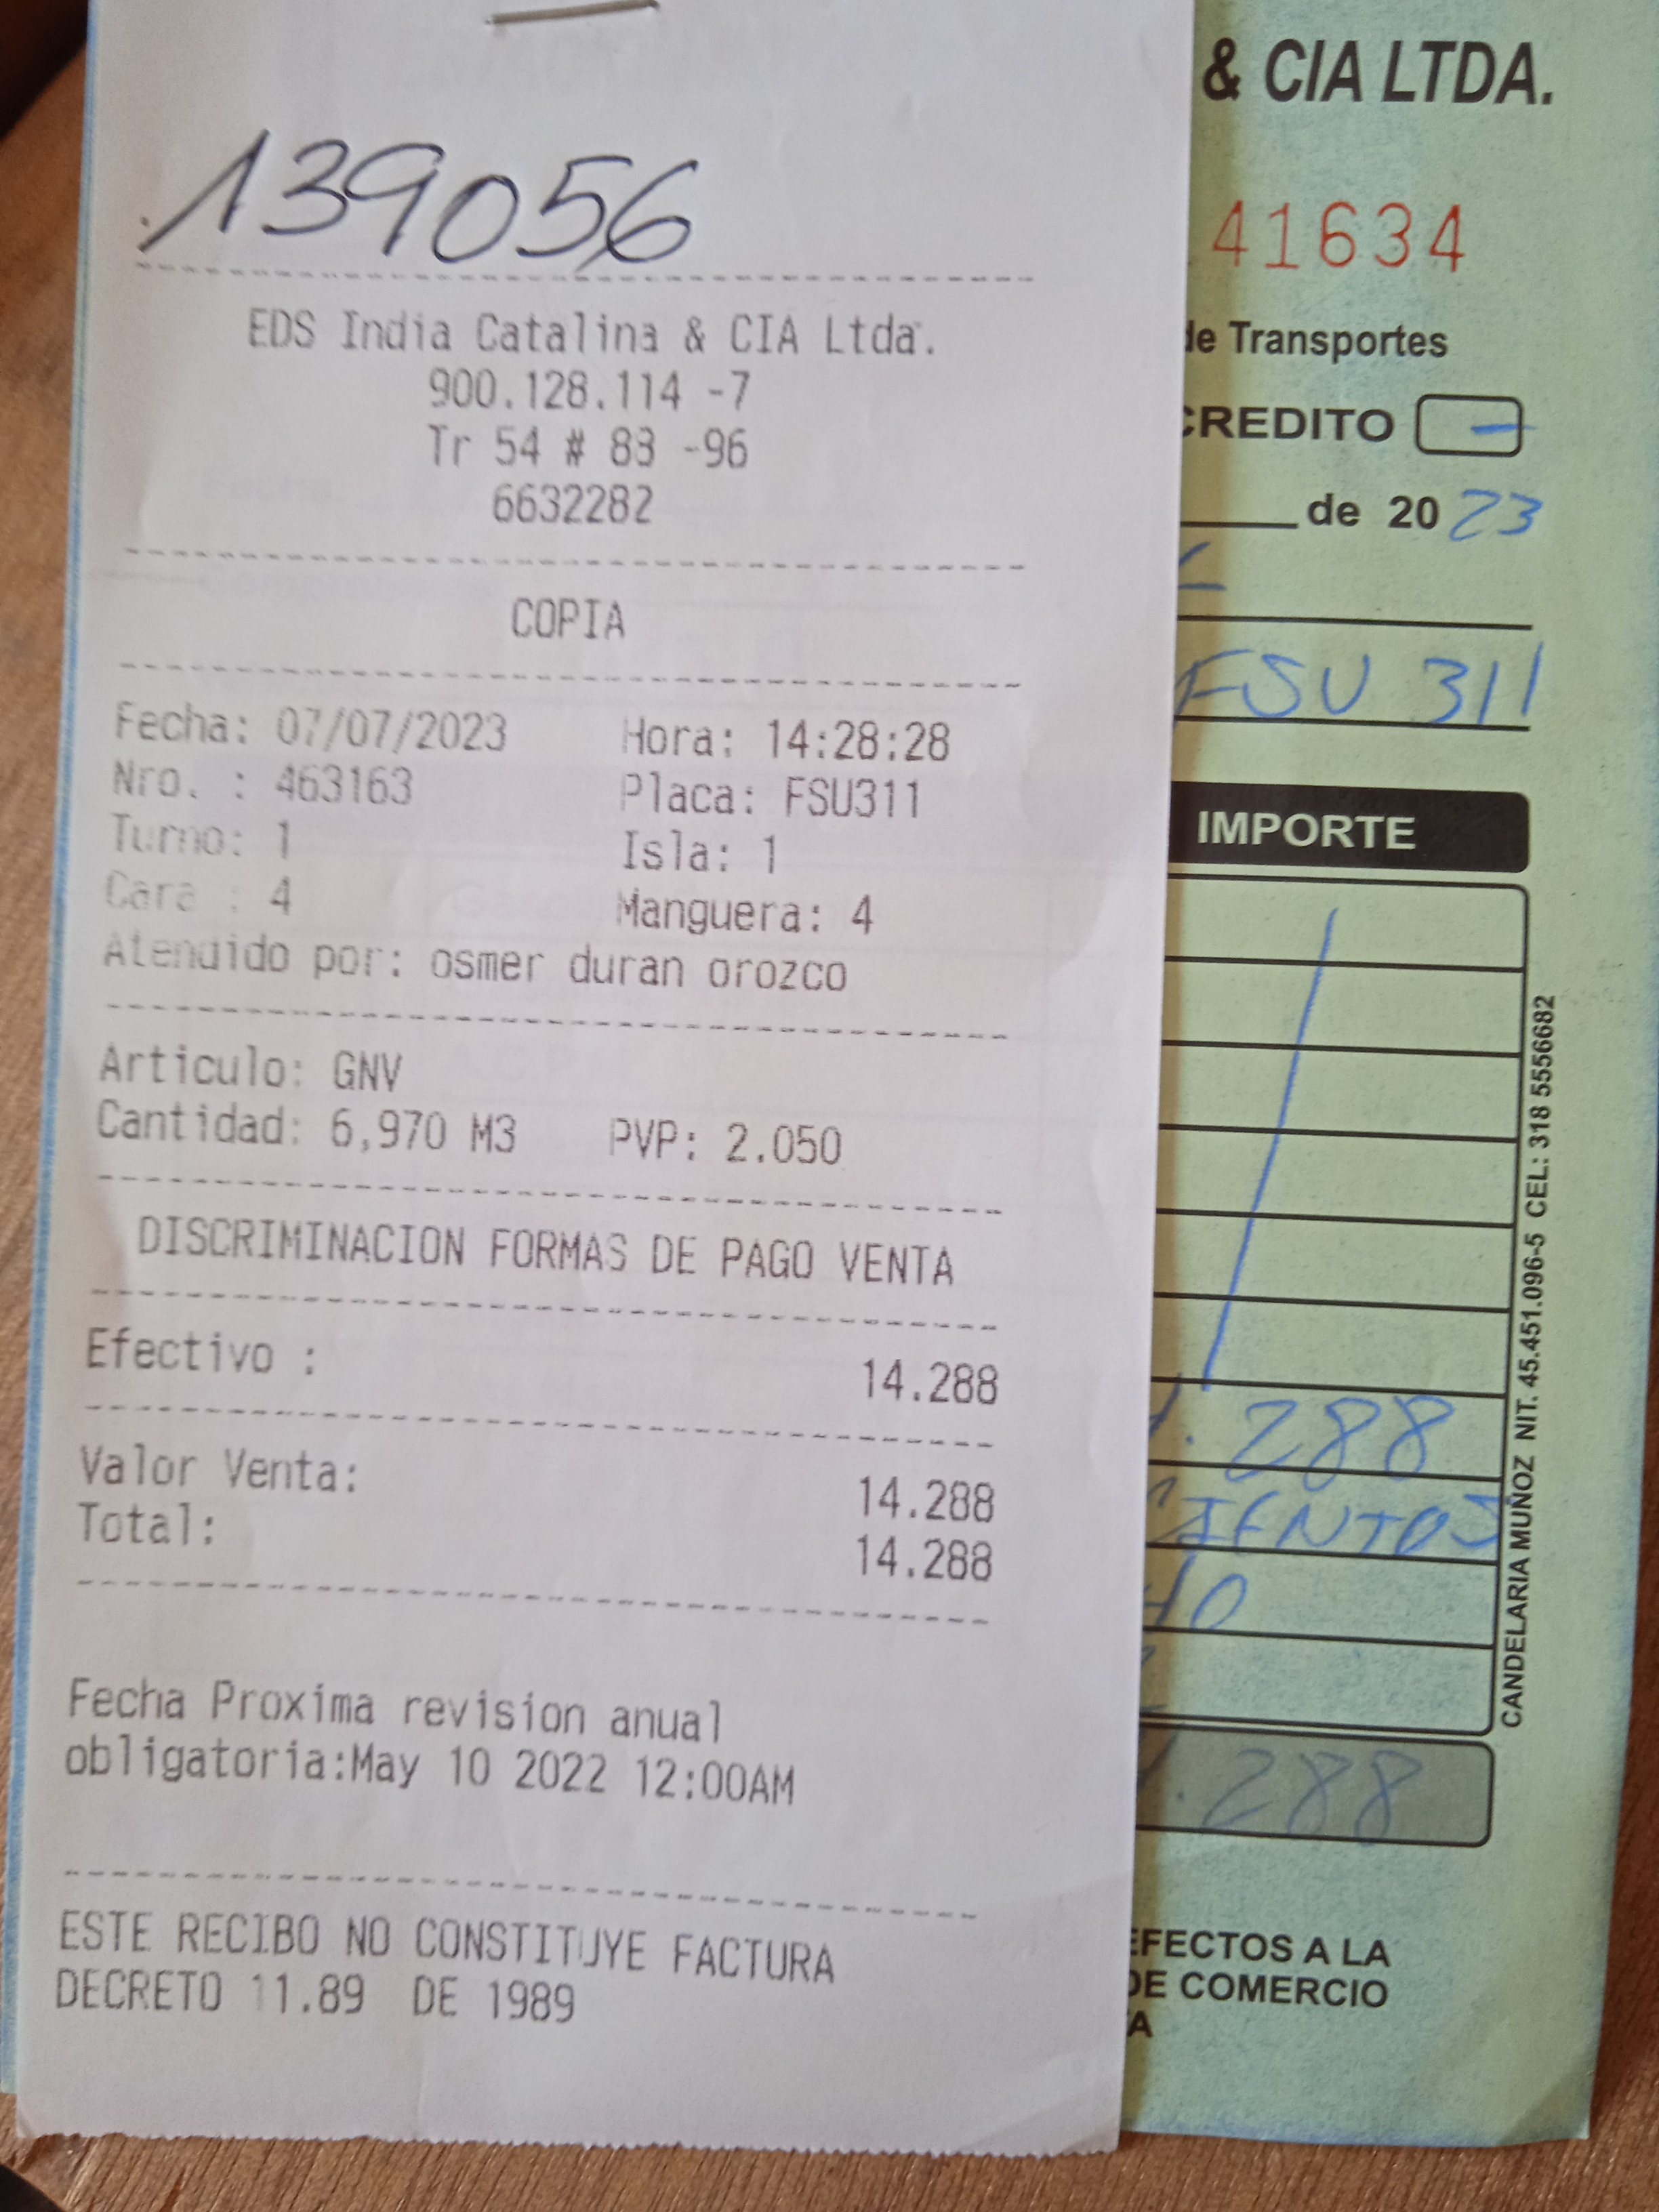 .139056
EDS India Catalina & CIA Ltda.
900.128.114 -7
Tr 54 # 83 -96
6632282
COPIA
Fecha: 07/07/2023 Hora: 14:28:28
Nro. : 463163 Placa: FSU311
Turno: 1 Isla: 1
Cara : 4 Manguera: 4
Atendido por: osmer duran orozco
Articulo: GNV
Cantidad: 6,970 M3 PVP: 2.050
DISCRIMINACION FORMAS DE PAGO VENTA
Efectivo : 14.288
Valor Venta: 14.288
Total: 14.288
Fecha Proxima revision anual
obligatoria:May 10 2022 12:00AM
ESTE RECIBO NO CONSTITUYE FACTURA
DECRETO 11.89 DE 1989
& CIA LTDA.
41634
de Transportes
CREDITO
de 2023
FSU 311
IMPORTE
.288
CIENTOS
HO
.288
EFECTOS A LA
DE COMERCIO
TA
CANDELARIA MUÑOZ NIT. 45.451.096-5 CEL: 318 5556682